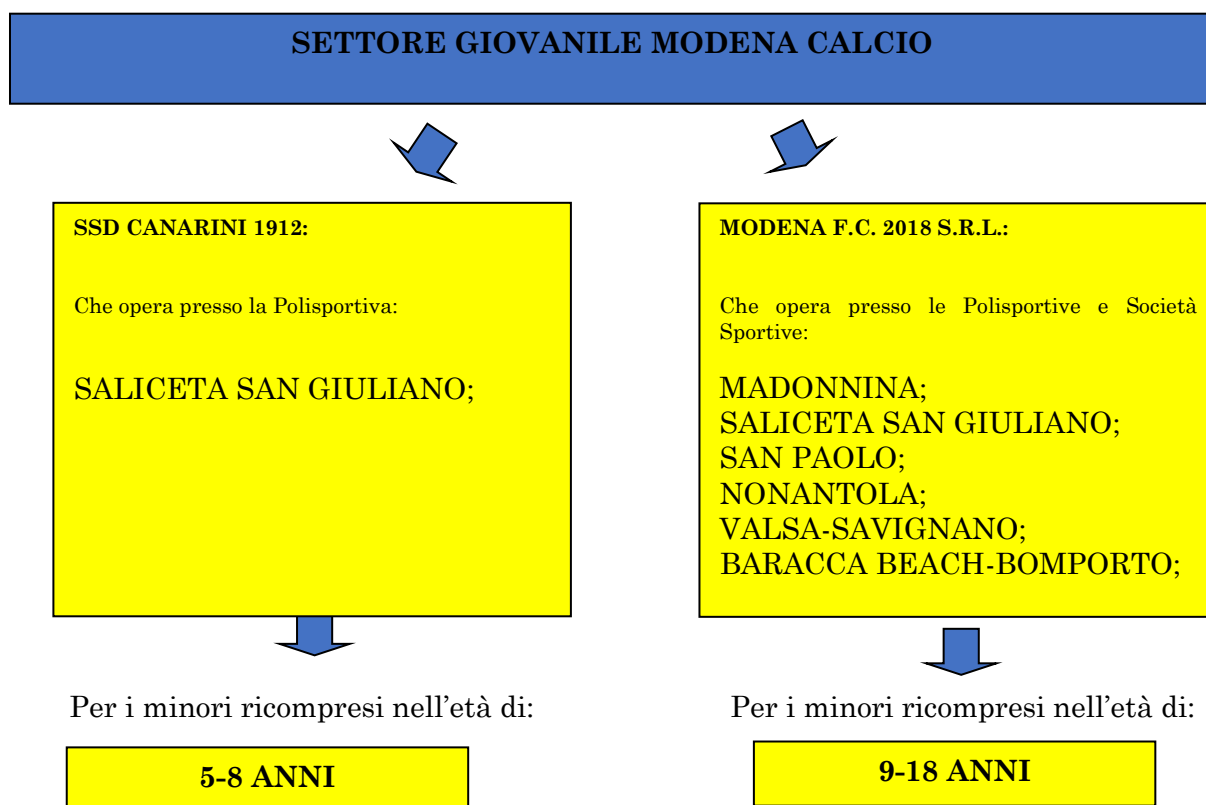 SETTORE GIOVANILE MODENA CALCIO
SSD CANARINI 1912:
Che opera presso la Polisportiva:
SALICETA SAN GIULIANO;
MODENA F.C. 2018 S.R.L.:
Che opera presso le Polisportive e Società
Sportive:
MADONNINA;
SALICETA SAN GIULIANO;
SAN PAOLO;
NONANTOLA;
VALSA-SAVIGNANO;
BARACCA BEACH-BOMPORTO;
Per i minori ricompresi nell’età di:
5-8 ANNI
Per i minori ricompresi nell’età di:
9-18 ANNI